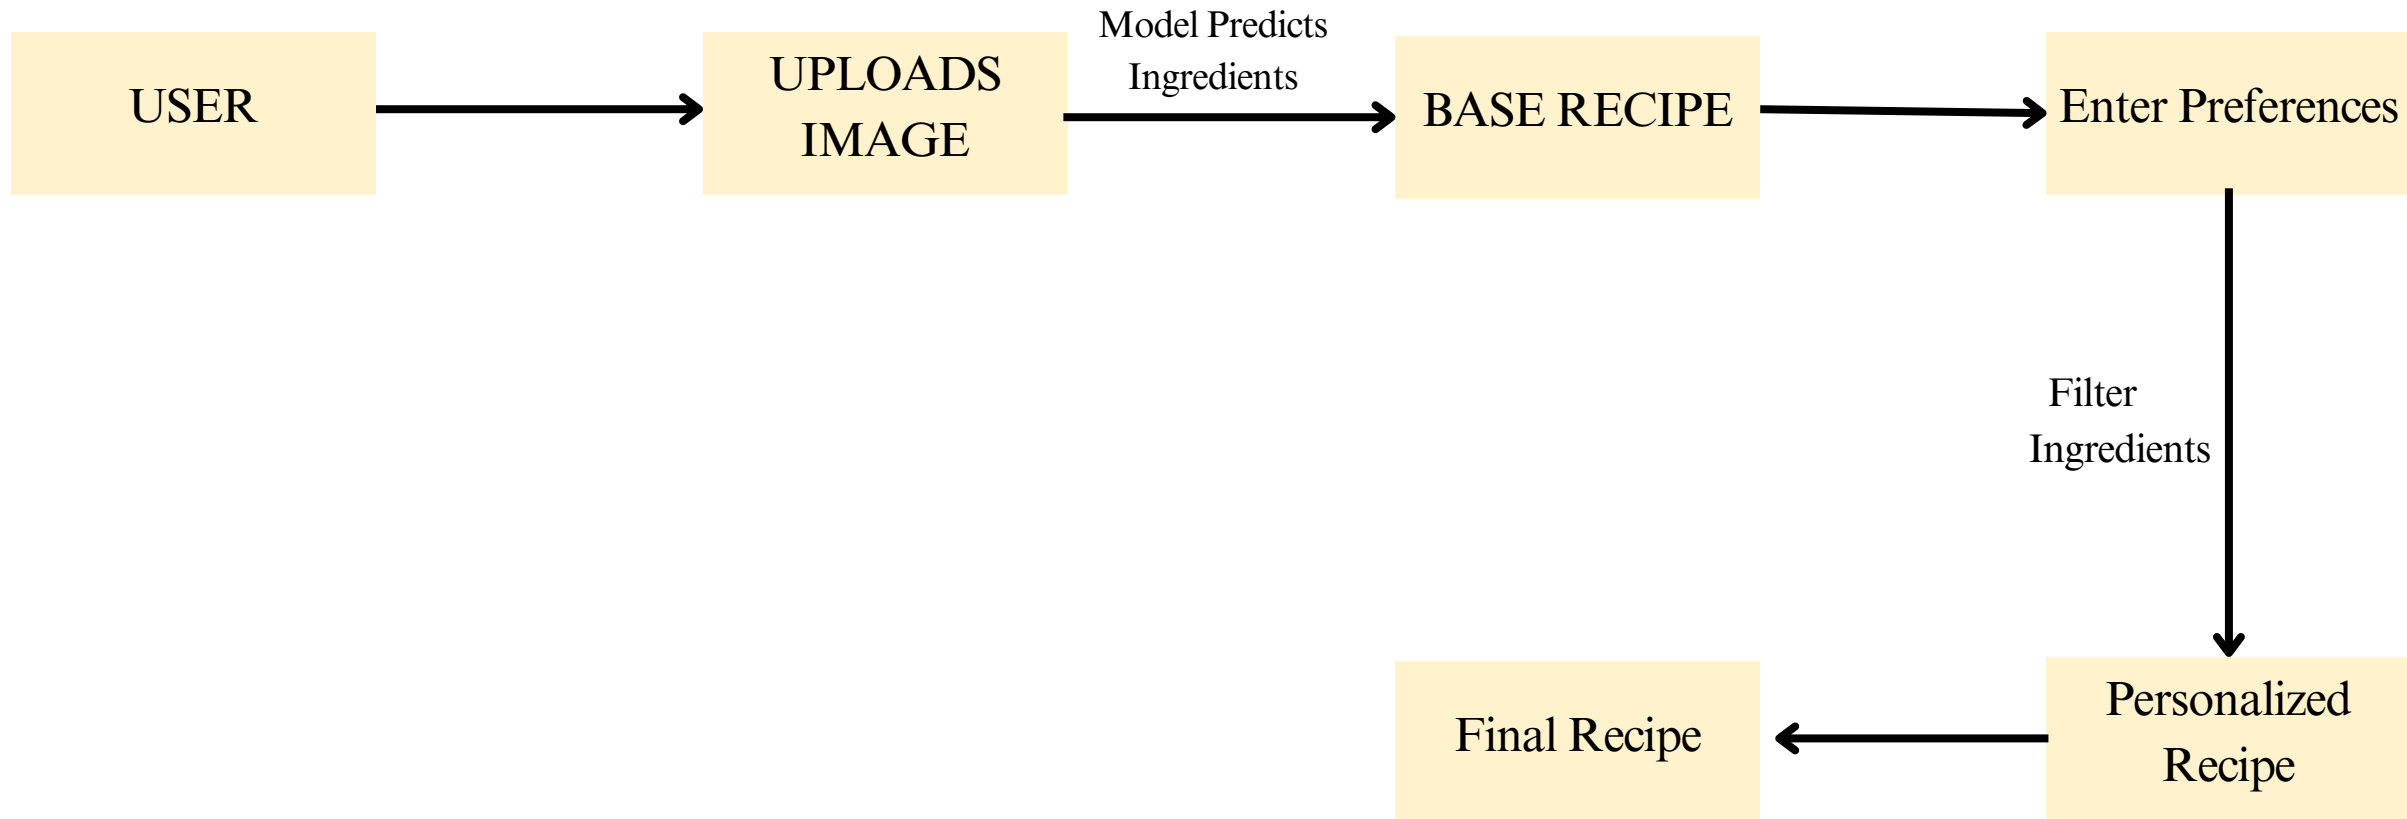 USER
UPLOADS
IMAGE
Model Predicts
Ingredients
BASE RECIPE
Enter Preferences
Filter
Ingredients
Personalized
Recipe
Final Recipe